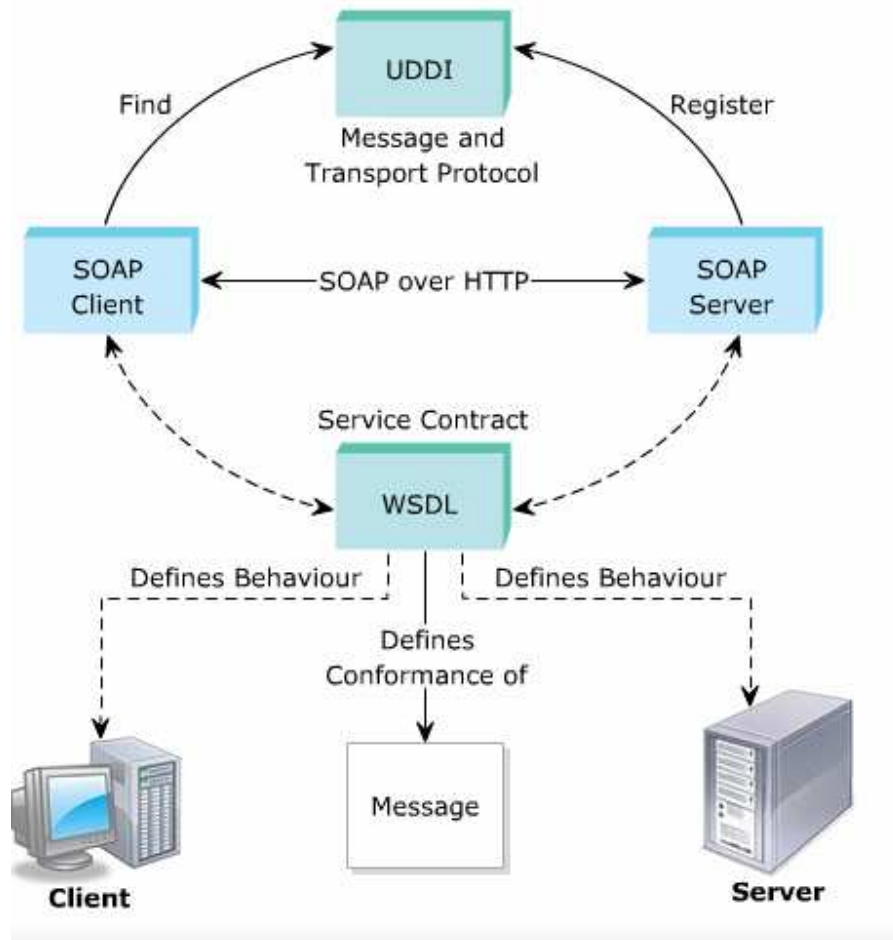 UDDI
Find
Register
Message and
Transport Protocol
SOAP
Client
SOAP over HTTP
SOAP
Server
Service Contract
WSDL
Defines Behaviour
Defines Behaviour
Defines
Conformance of
Message
Client
Server